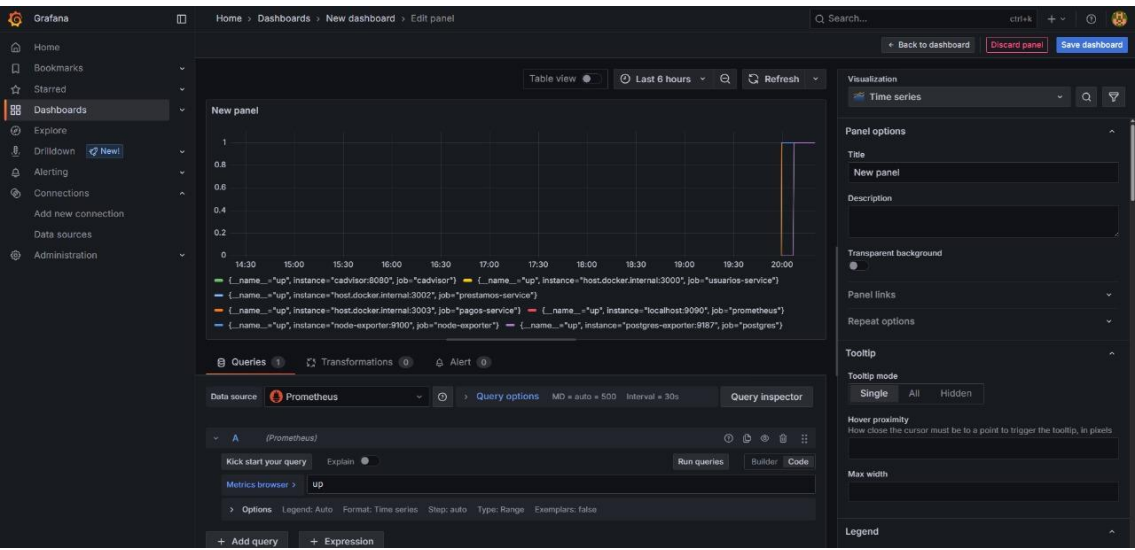 Grafana
Home › Dashboards › New dashboard › Edit panel
Search...
ctrl+k
← Back to dashboard
Discard panel
Save dashboard
Home
Bookmarks
Starred
Dashboards
Explore
Drilldown New!
Alerting
Connections
Add new connection
Data sources
Administration
Table view
Last 6 hours
Refresh
New panel
1
0.8
0.6
0.4
0.2
0
14:30 15:00 15:30 16:00 16:30 17:00 17:30 18:00 18:30 19:00 19:30 20:00
{__name__="up", instance="cadvisor:8080", job="cadvisor"} {__name__="up", instance="host.docker.internal:3000", job="usuarios-service"}
{__name__="up", instance="host.docker.internal:3002", job="prestamos-service"}
{__name__="up", instance="host.docker.internal:3003", job="pagos-service"} {__name__="up", instance="localhost:9090", job="prometheus"}
{__name__="up", instance="node-exporter:9100", job="node-exporter"} {__name__="up", instance="postgres-exporter:9187", job="postgres"}
Queries 1
Transformations 0
Alert 0
Data source
Prometheus
› Query options MD = auto = 500 Interval = 30s
Query inspector
A (Prometheus)
Kick start your query
Explain
Run queries
Builder Code
Metrics browser ›
up
› Options Legend: Auto Format: Time series Step: auto Type: Range Exemplars: false
+ Add query
+ Expression
Visualization
Time series
Panel options
Title
New panel
Description
Transparent background
Panel links
Repeat options
Tooltip
Tooltip mode
Single All Hidden
Hover proximity
How close the cursor must be to a point to trigger the tooltip, in pixels
Max width
Legend